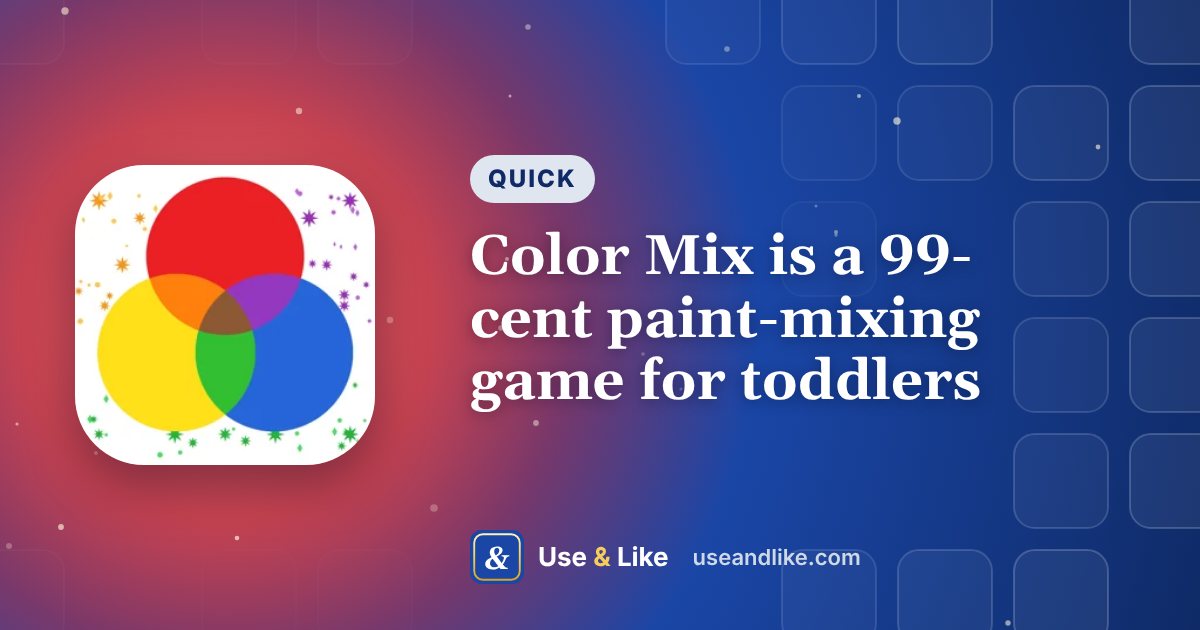 QUICK
Color Mix is a 99-
cent paint-mixing
game for toddlers
& Use & Like useandlike.com